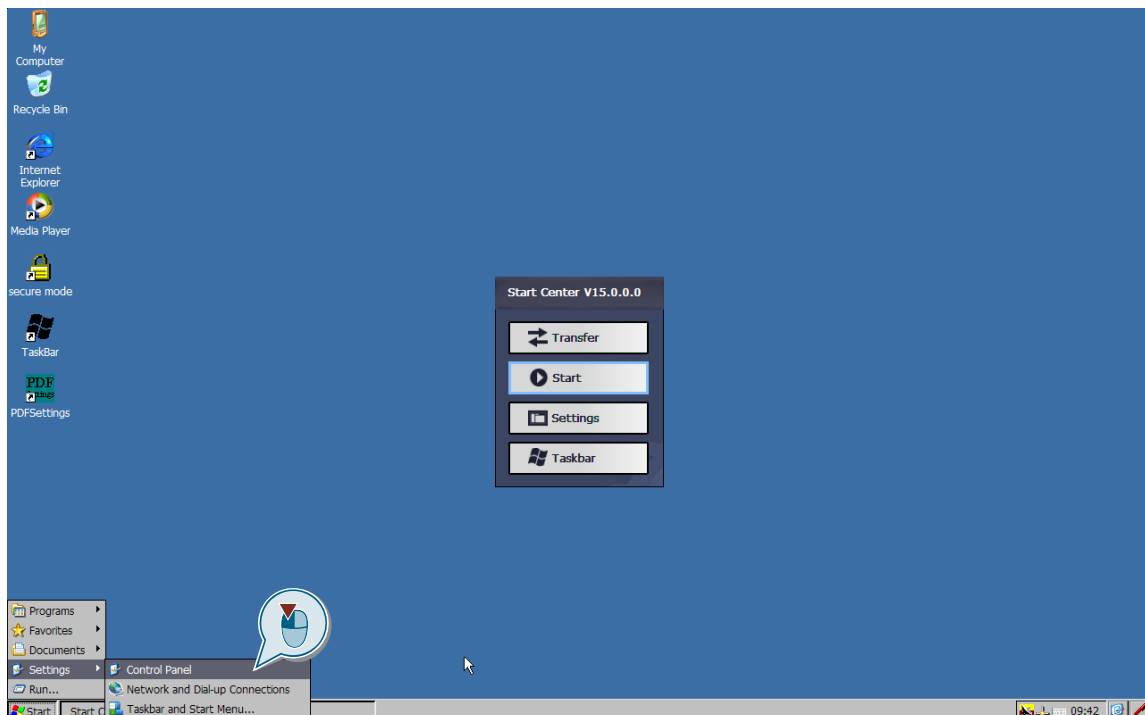 My
Computer
Recycle Bin
Internet
Explorer
Media Player
secure mode
TaskBar
PDF
PDFSettings
Start Center V15.0.0.0
Transfer
Start
Settings
Taskbar
Programs
Favorites
Documents
Settings
Run...
Control Panel
Network and Dial-up Connections
Taskbar and Start Menu...
Start
Start C
09:42